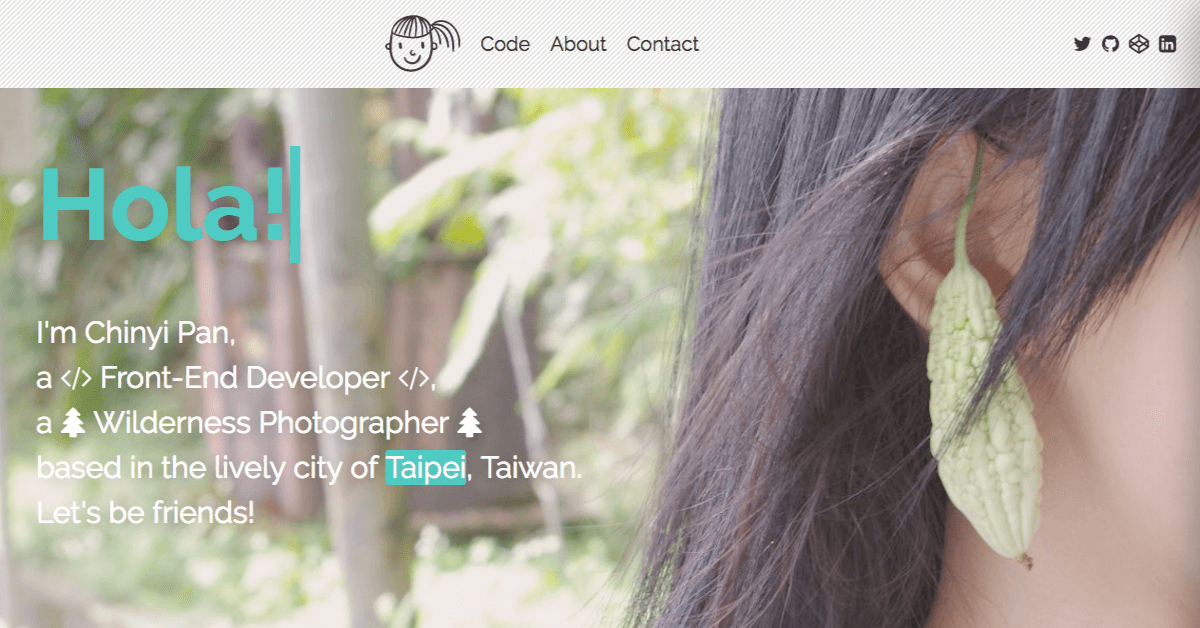 Code About Contact
Hola!
I'm Chinyi Pan,
a </> Front-End Developer </>,
a 🌲 Wilderness Photographer 🌲
based in the lively city of Taipei, Taiwan.
Let's be friends!